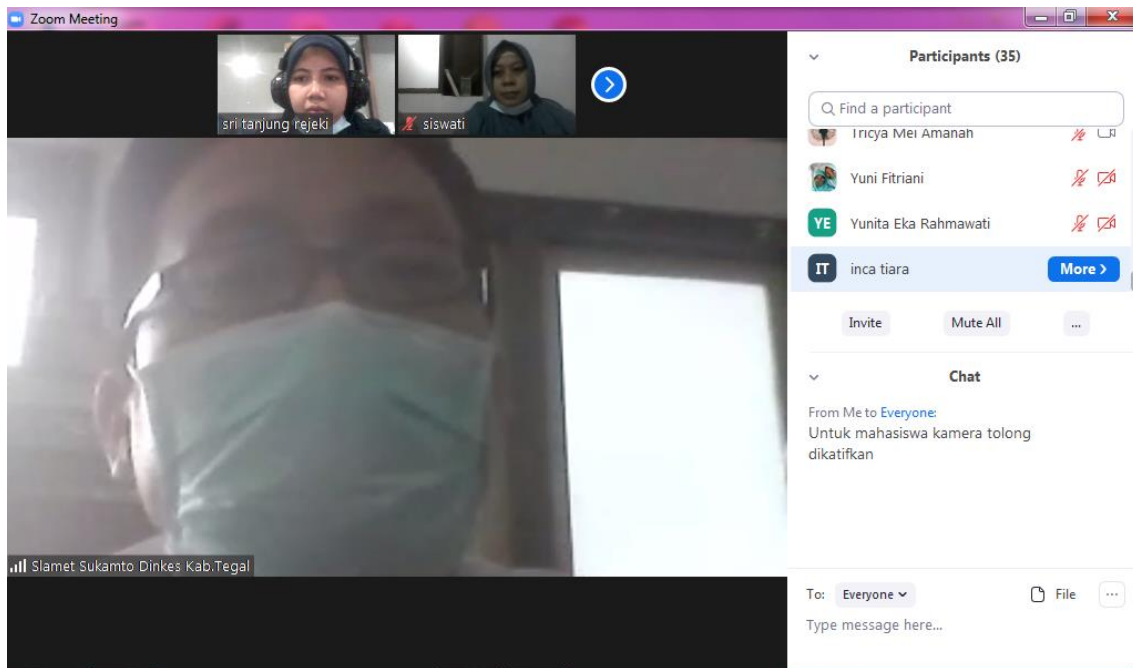 Zoom Meeting
sri tanjung rejeki
siswati
Slamet Sukamto Dinkes Kab.Tegal
Participants (35)
Find a participant
Tricya Mei Amanah
Yuni Fitriani
YE Yunita Eka Rahmawati
IT inca tiara More >
Invite Mute All ...
Chat
From Me to Everyone:
Untuk mahasiswa kamera tolong
dikatifkan
To: Everyone File ...
Type message here...